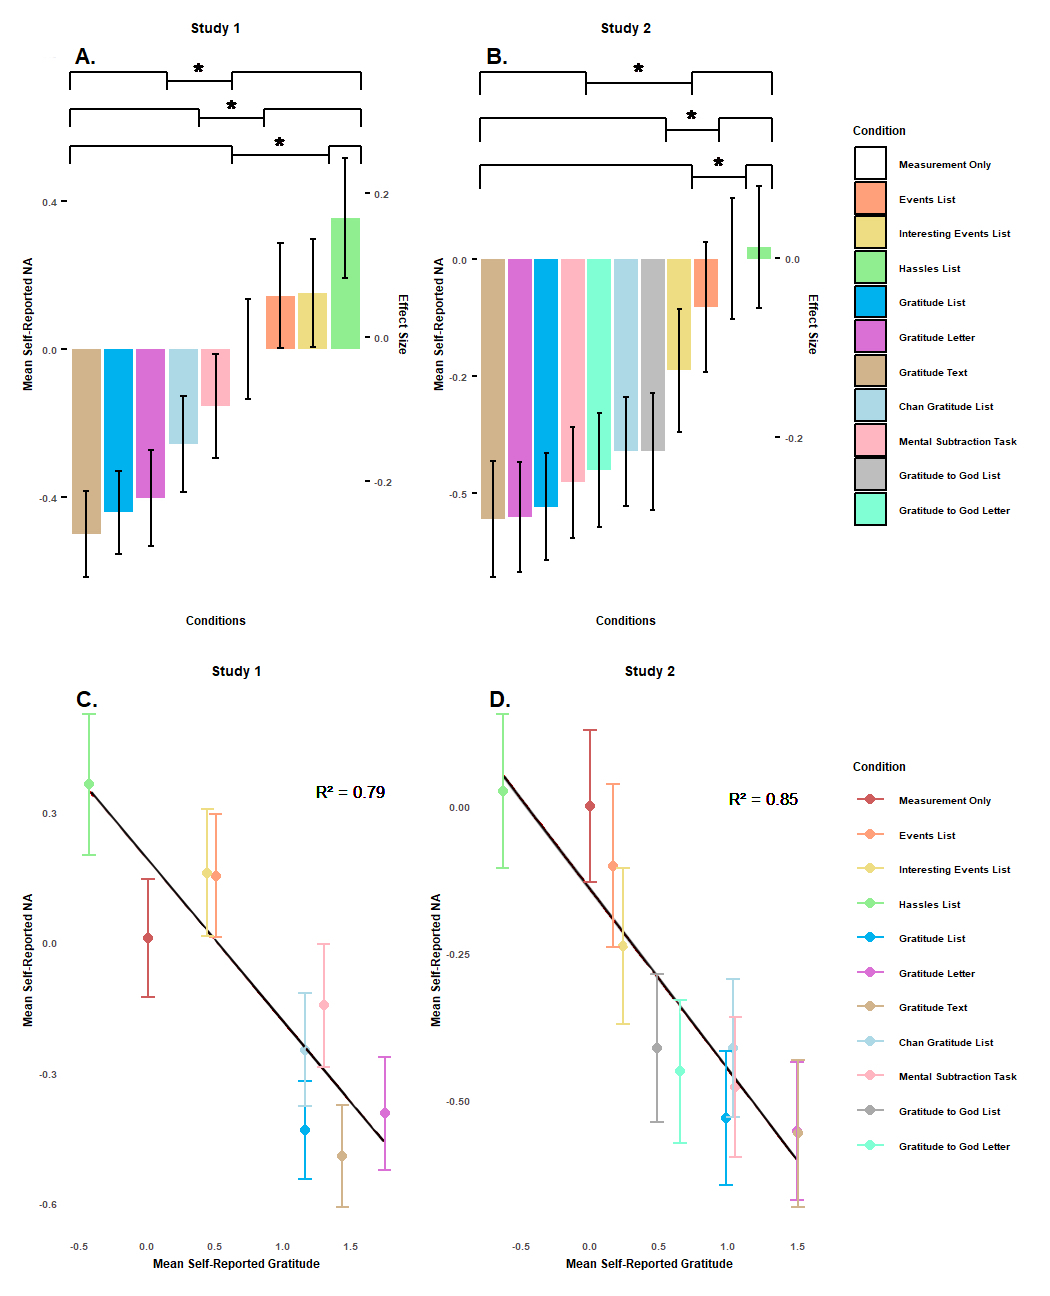 Study 1
Study 2
A.
B.
*
*
*
*
*
*
Mean Self-Reported NA
0.4
0.0
-0.4
0.2
0.0
-0.2
Effect Size
Conditions
Mean Self-Reported NA
0.0
-0.2
-0.5
0.0
-0.2
Effect Size
Conditions
Condition
Measurement Only
Events List
Interesting Events List
Hassles List
Gratitude List
Gratitude Letter
Gratitude Text
Chan Gratitude List
Mental Subtraction Task
Gratitude to God List
Gratitude to God Letter
Study 1
Study 2
C.
D.
R² = 0.79
R² = 0.85
Mean Self-Reported NA
0.3
0.0
-0.3
-0.6
-0.5
0.0
0.5
1.0
1.5
Mean Self-Reported Gratitude
Mean Self-Reported NA
0.00
-0.25
-0.50
-0.5
0.0
0.5
1.0
1.5
Mean Self-Reported Gratitude
Condition
Measurement Only
Events List
Interesting Events List
Hassles List
Gratitude List
Gratitude Letter
Gratitude Text
Chan Gratitude List
Mental Subtraction Task
Gratitude to God List
Gratitude to God Letter